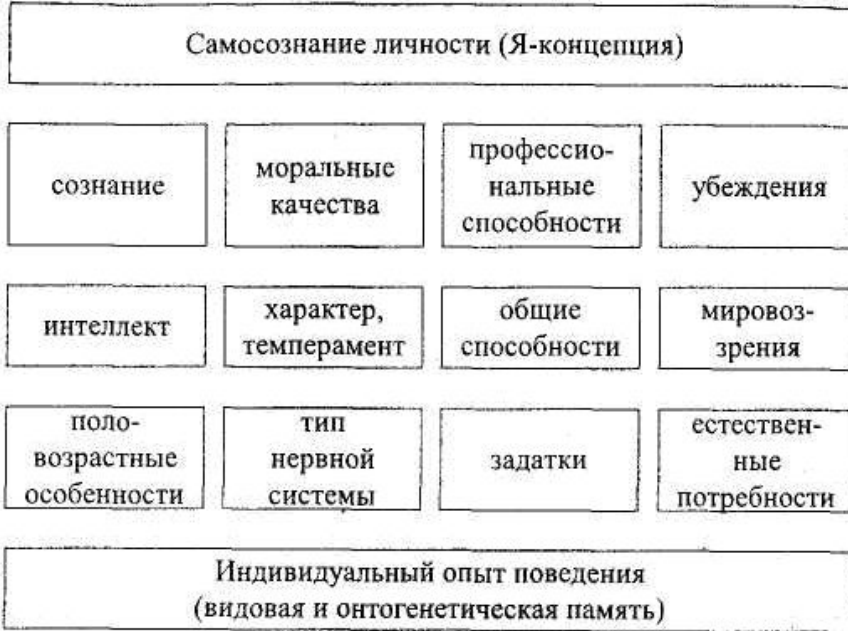 Самосознание личности (Я-концепция)
сознание
моральные
качества
профессио-
нальные
способности
убеждения
интеллект
характер,
темперамент
общие
способности
мировоз-
зрения
поло-
возрастные
особенности
тип
нервной
системы
задатки
естествен-
ные
потребности
Индивидуальный опыт поведения
(видовая и онтогенетическая память)